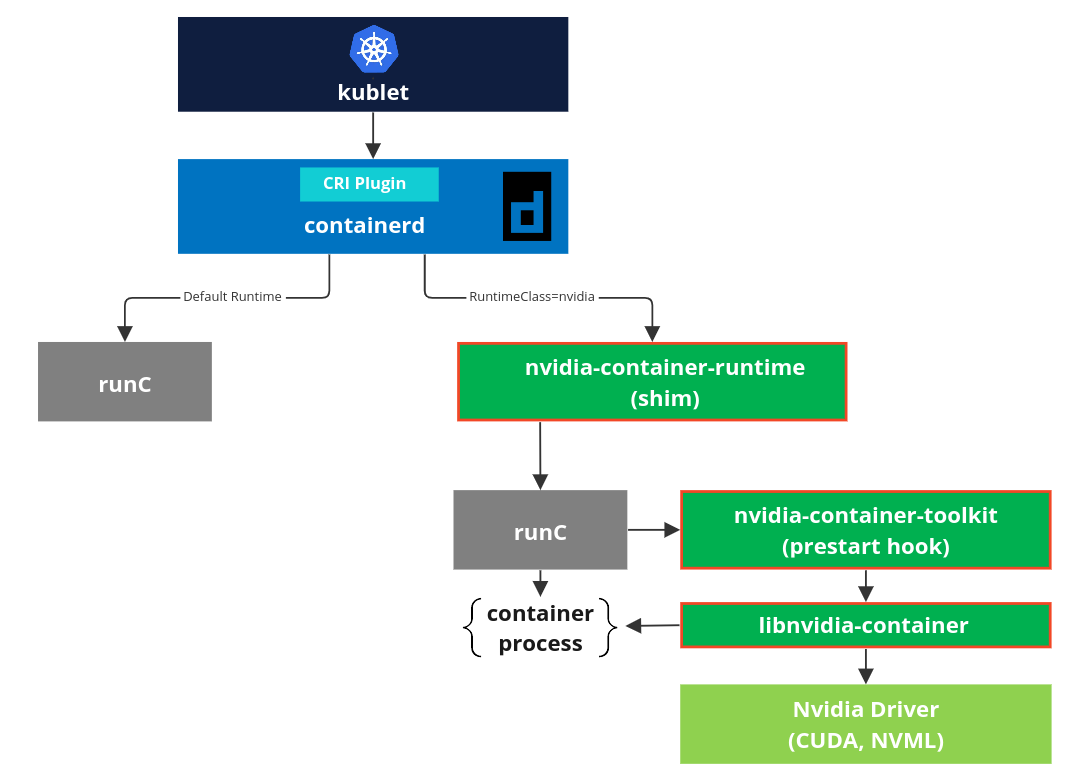 kublet
CRI Plugin
containerd
Default Runtime
RuntimeClass=nvidia
runC
nvidia-container-runtime
(shim)
runC
nvidia-container-toolkit
(prestart hook)
container
process
libnvidia-container
Nvidia Driver
(CUDA, NVML)